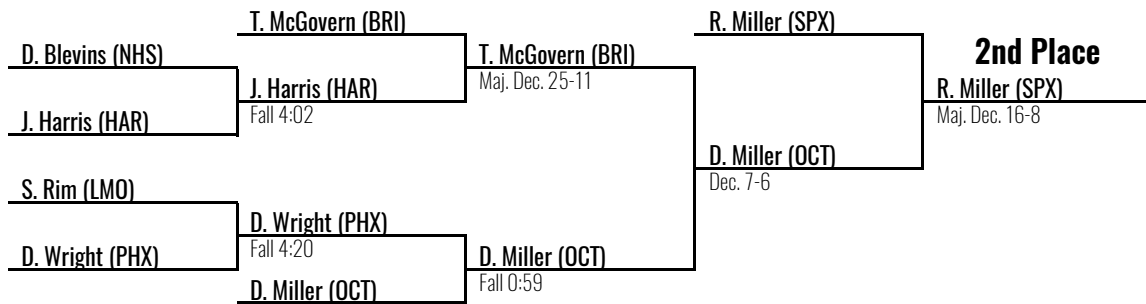 T. McGovern (BRI)
R. Miller (SPX)
2nd Place
D. Blevins (NHS)
T. McGovern (BRI)
Maj. Dec. 25-11
J. Harris (HAR)
Fall 4:02
R. Miller (SPX)
Maj. Dec. 16-8
J. Harris (HAR)
D. Miller (OCT)
Dec. 7-6
S. Rim (LMO)
D. Wright (PHX)
Fall 4:20
D. Wright (PHX)
D. Miller (OCT)
Fall 0:59
D. Miller (OCT)